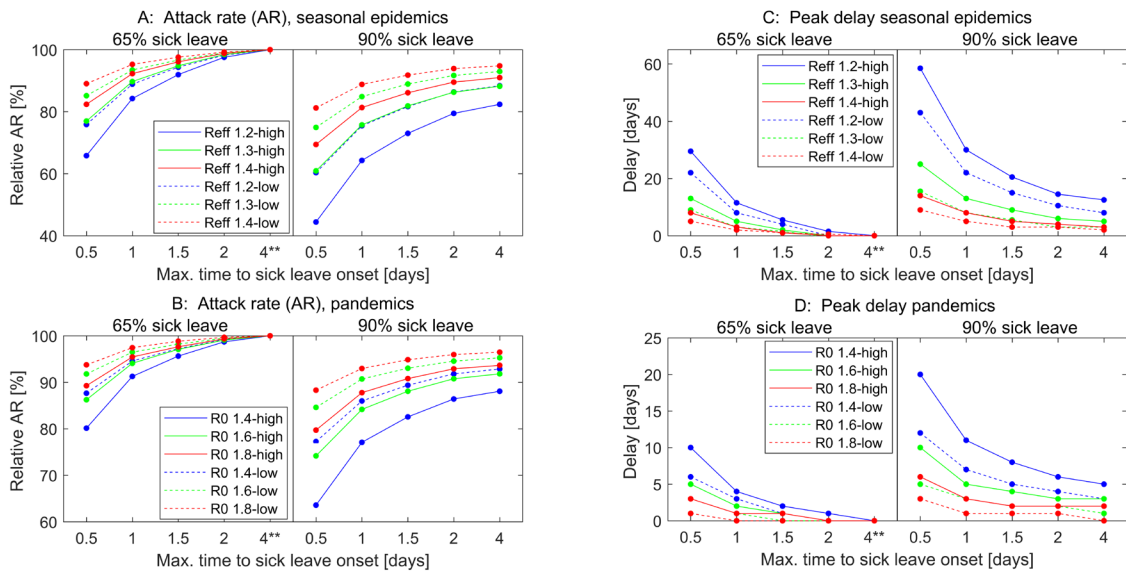 A: Attack rate (AR), seasonal epidemics
65% sick leave
90% sick leave
Relative AR [%]
100
80
60
40
Reff 1.2-high
Reff 1.3-high
Reff 1.4-high
Reff 1.2-low
Reff 1.3-low
Reff 1.4-low
0.5 1 1.5 2 4** 0.5 1 1.5 2 4
Max. time to sick leave onset [days]
B: Attack rate (AR), pandemics
65% sick leave
90% sick leave
Relative AR [%]
100
90
80
70
60
R0 1.4-high
R0 1.6-high
R0 1.8-high
R0 1.4-low
R0 1.6-low
R0 1.8-low
0.5 1 1.5 2 4** 0.5 1 1.5 2 4
Max. time to sick leave onset [days]
C: Peak delay seasonal epidemics
65% sick leave
90% sick leave
Delay [days]
60
40
20
0
Reff 1.2-high
Reff 1.3-high
Reff 1.4-high
Reff 1.2-low
Reff 1.3-low
Reff 1.4-low
0.5 1 1.5 2 4** 0.5 1 1.5 2 4
Max. time to sick leave onset [days]
D: Peak delay pandemics
65% sick leave
90% sick leave
Delay [days]
25
20
15
10
5
0
R0 1.4-high
R0 1.6-high
R0 1.8-high
R0 1.4-low
R0 1.6-low
R0 1.8-low
0.5 1 1.5 2 4** 0.5 1 1.5 2 4
Max. time to sick leave onset [days]